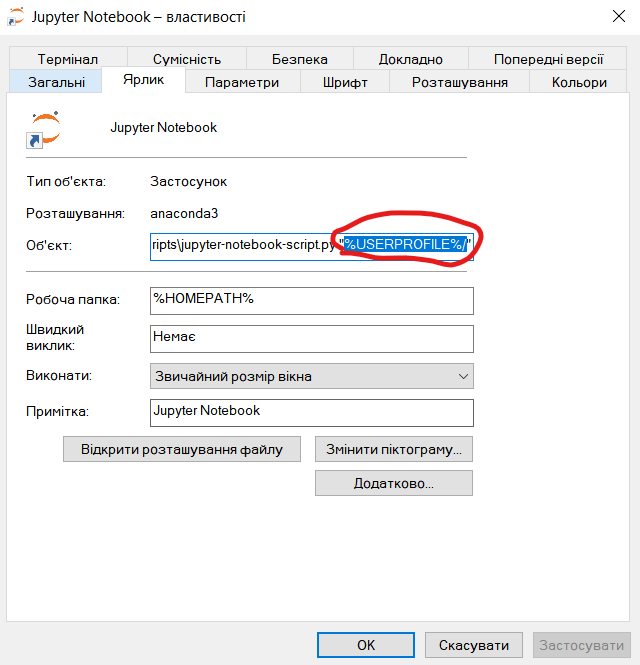 Jupyter Notebook – властивості
Термінал Сумісність Безпека Докладно Попередні версії
Загальні Ярлик Параметри Шрифт Розташування Кольори
Jupyter Notebook
Тип об'єкта: Застосунок
Розташування: anaconda3
Об'єкт: ripts\jupyter-notebook-script.py "%USERPROFILE%/"
Робоча папка: %HOMEPATH%
Швидкий
виклик: Немає
Виконати: Звичайний розмір вікна
Примітка: Jupyter Notebook
Відкрити розташування файлу Змінити піктограму...
Додатково...
OK Скасувати Застосувати